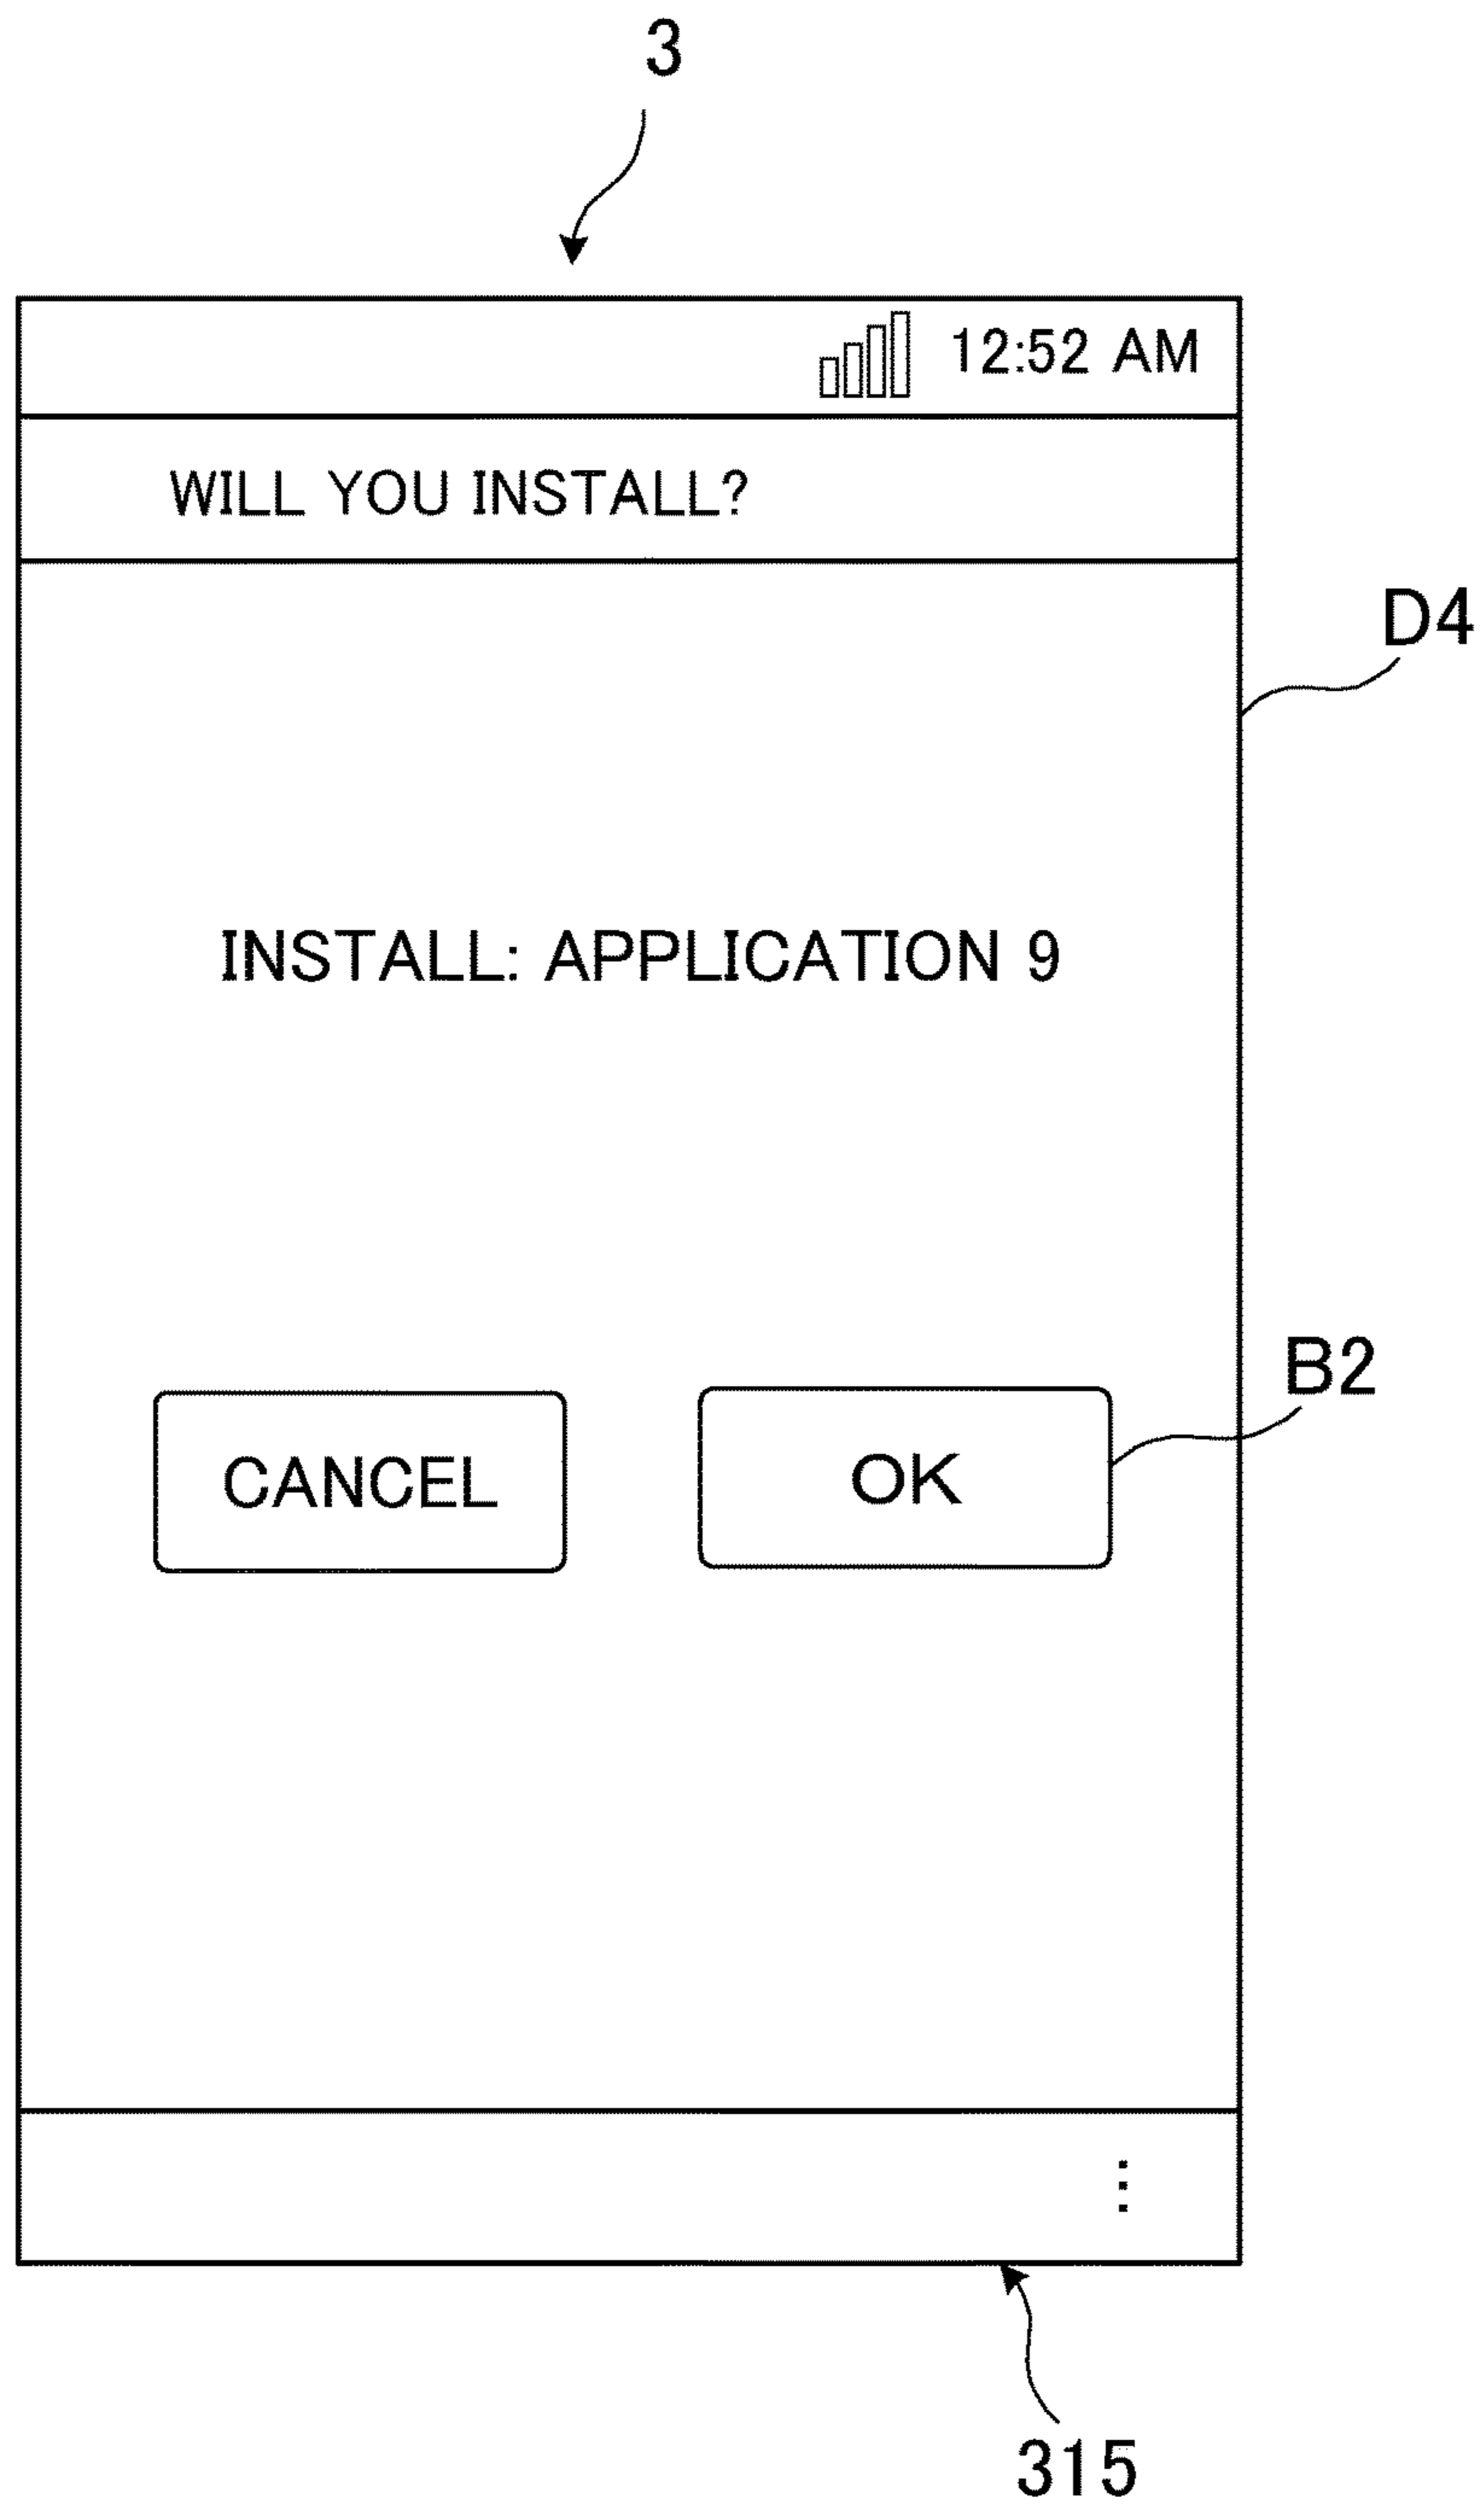 3
12:52 AM
WILL YOU INSTALL?
D4
INSTALL: APPLICATION 9
B2
CANCEL OK
315